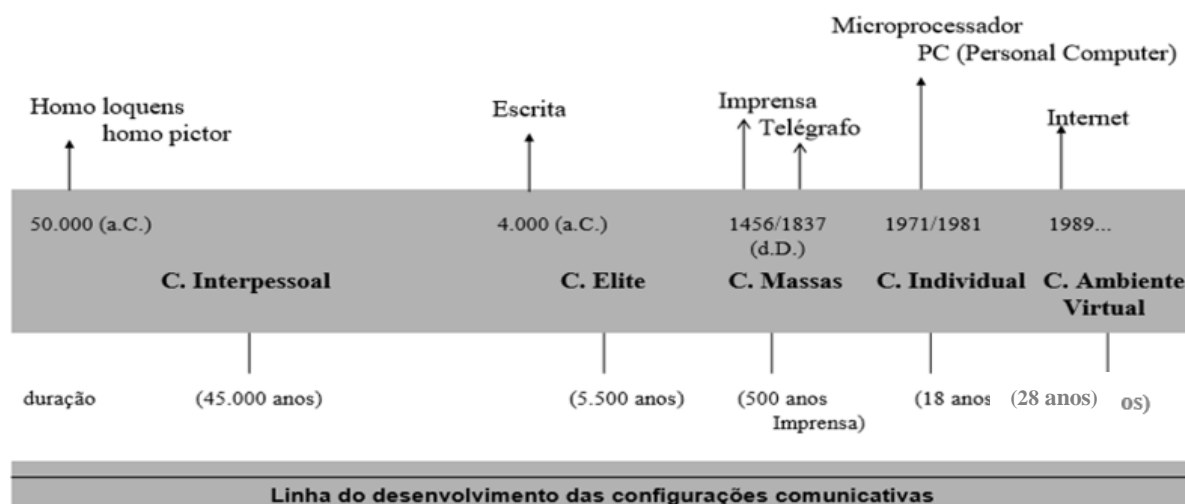 Microprocessador
PC (Personal Computer)
Homo loquens
homo pictor
Escrita
Imprensa
Telégrafo
Internet
50.000 (a.C.)
4.000 (a.C.)
1456/1837
(d.D.)
1971/1981
1989...
C. Interpessoal
C. Elite
C. Massas
C. Individual
C. Ambiente
Virtual
duração
(45.000 anos)
(5.500 anos)
(500 anos
Imprensa)
(18 anos
(28 anos)
os)
Linha do desenvolvimento das configurações comunicativas